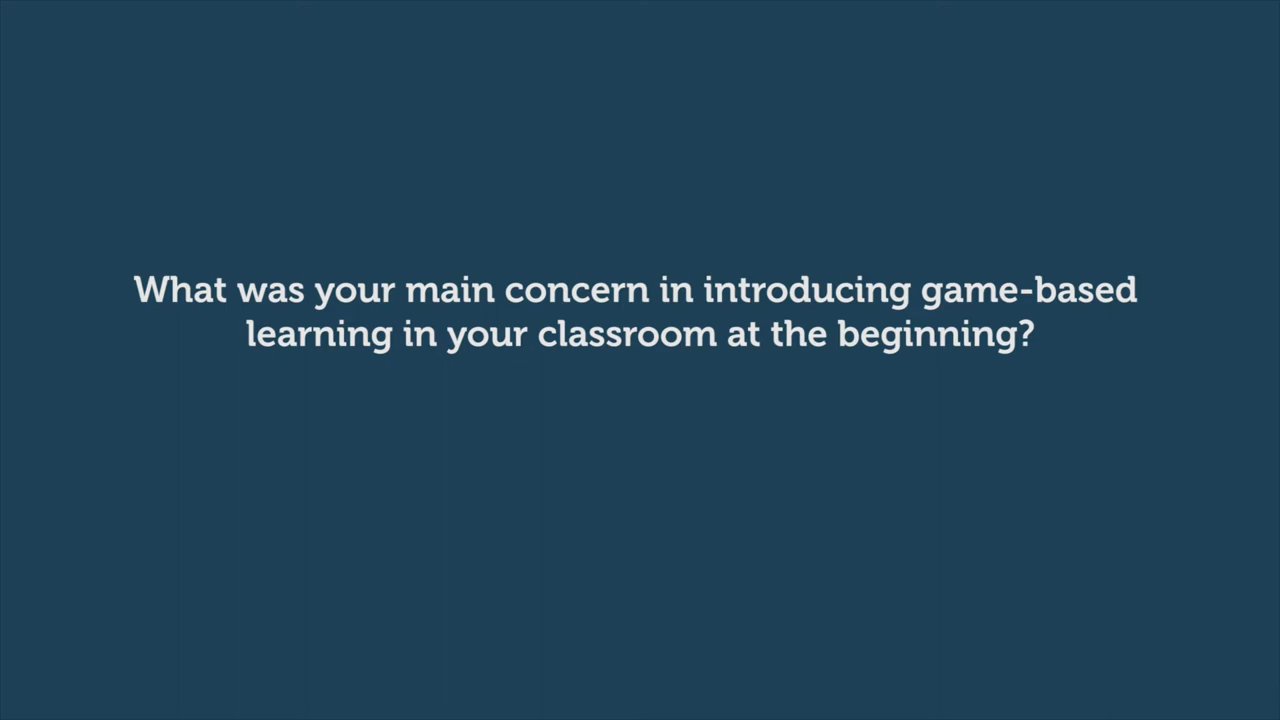 What was your main concern in introducing game-based
learning in your classroom at the beginning?